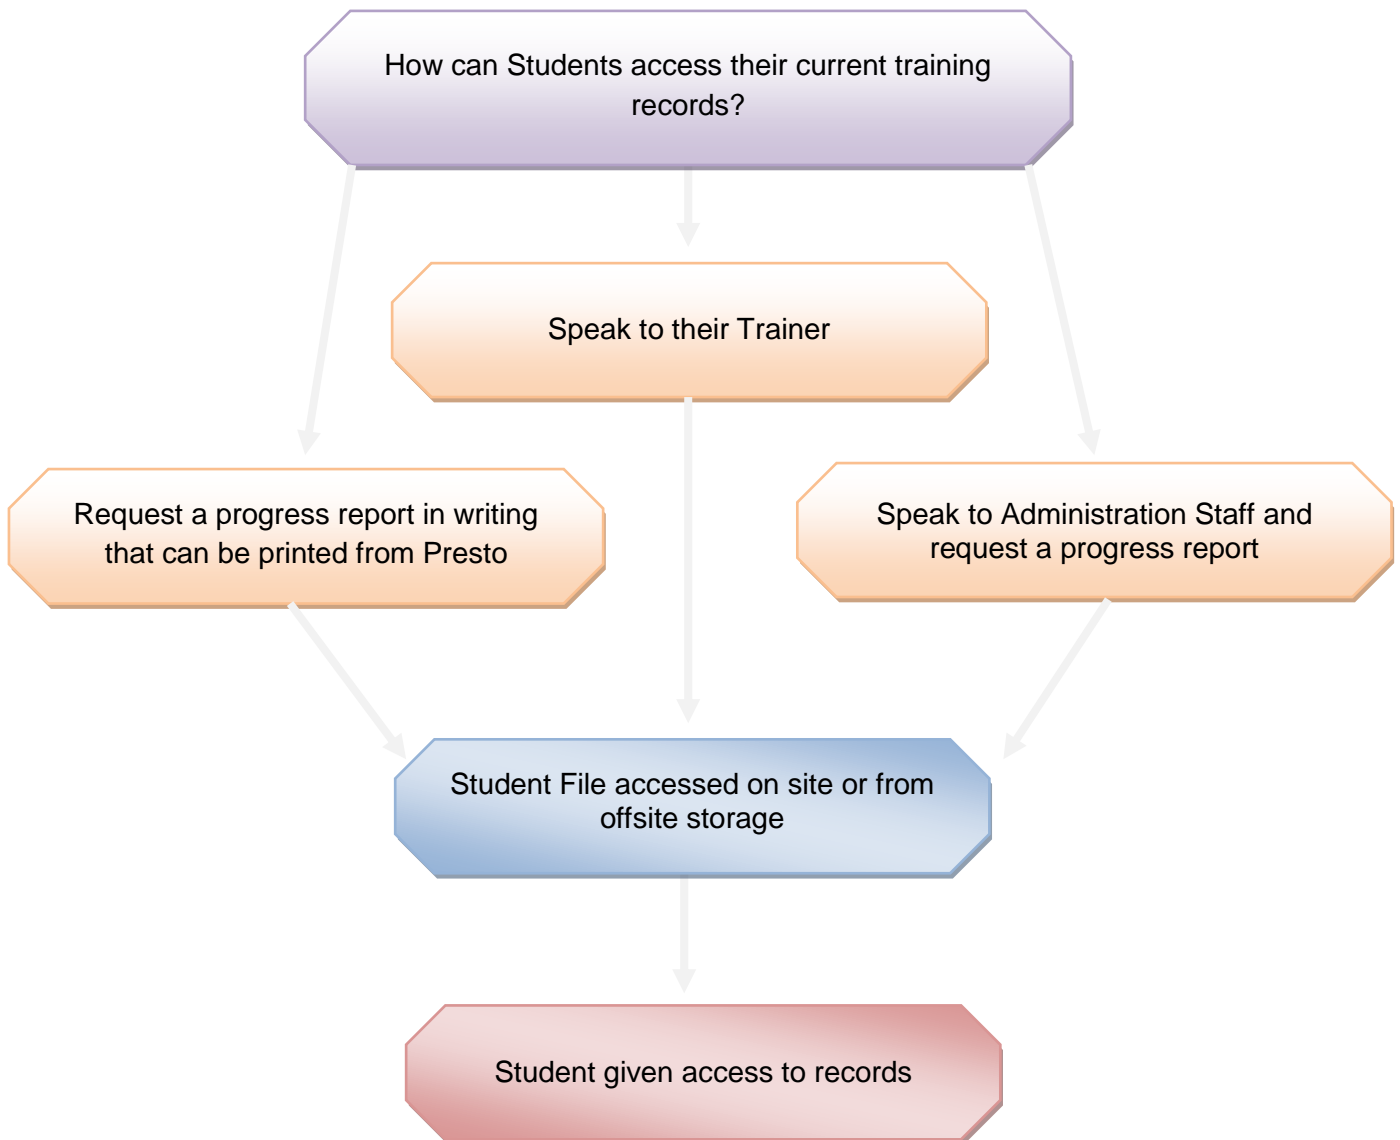 How can Students access their current training
records?
Speak to their Trainer
Request a progress report in writing
that can be printed from Presto
Speak to Administration Staff and
request a progress report
Student File accessed on site or from
offsite storage
Student given access to records